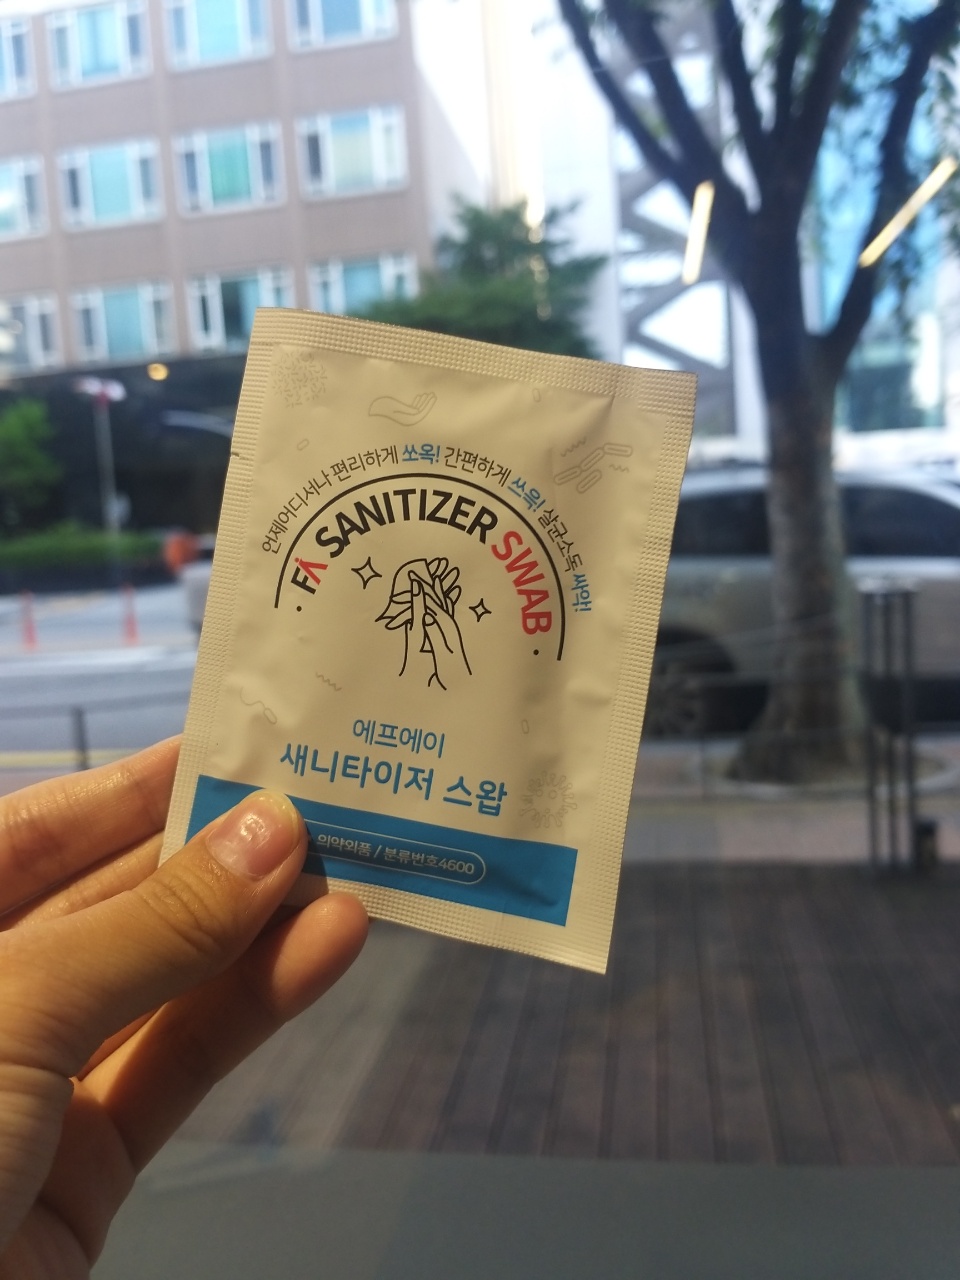 언제어디서나 편리하게 쏘옥! 간편하게 쓰윽! 살균소독 싸악!
· FA SANITIZER SWAB ·
에프에이
새니타이저 스왑
의약외품 / 분류번호4600